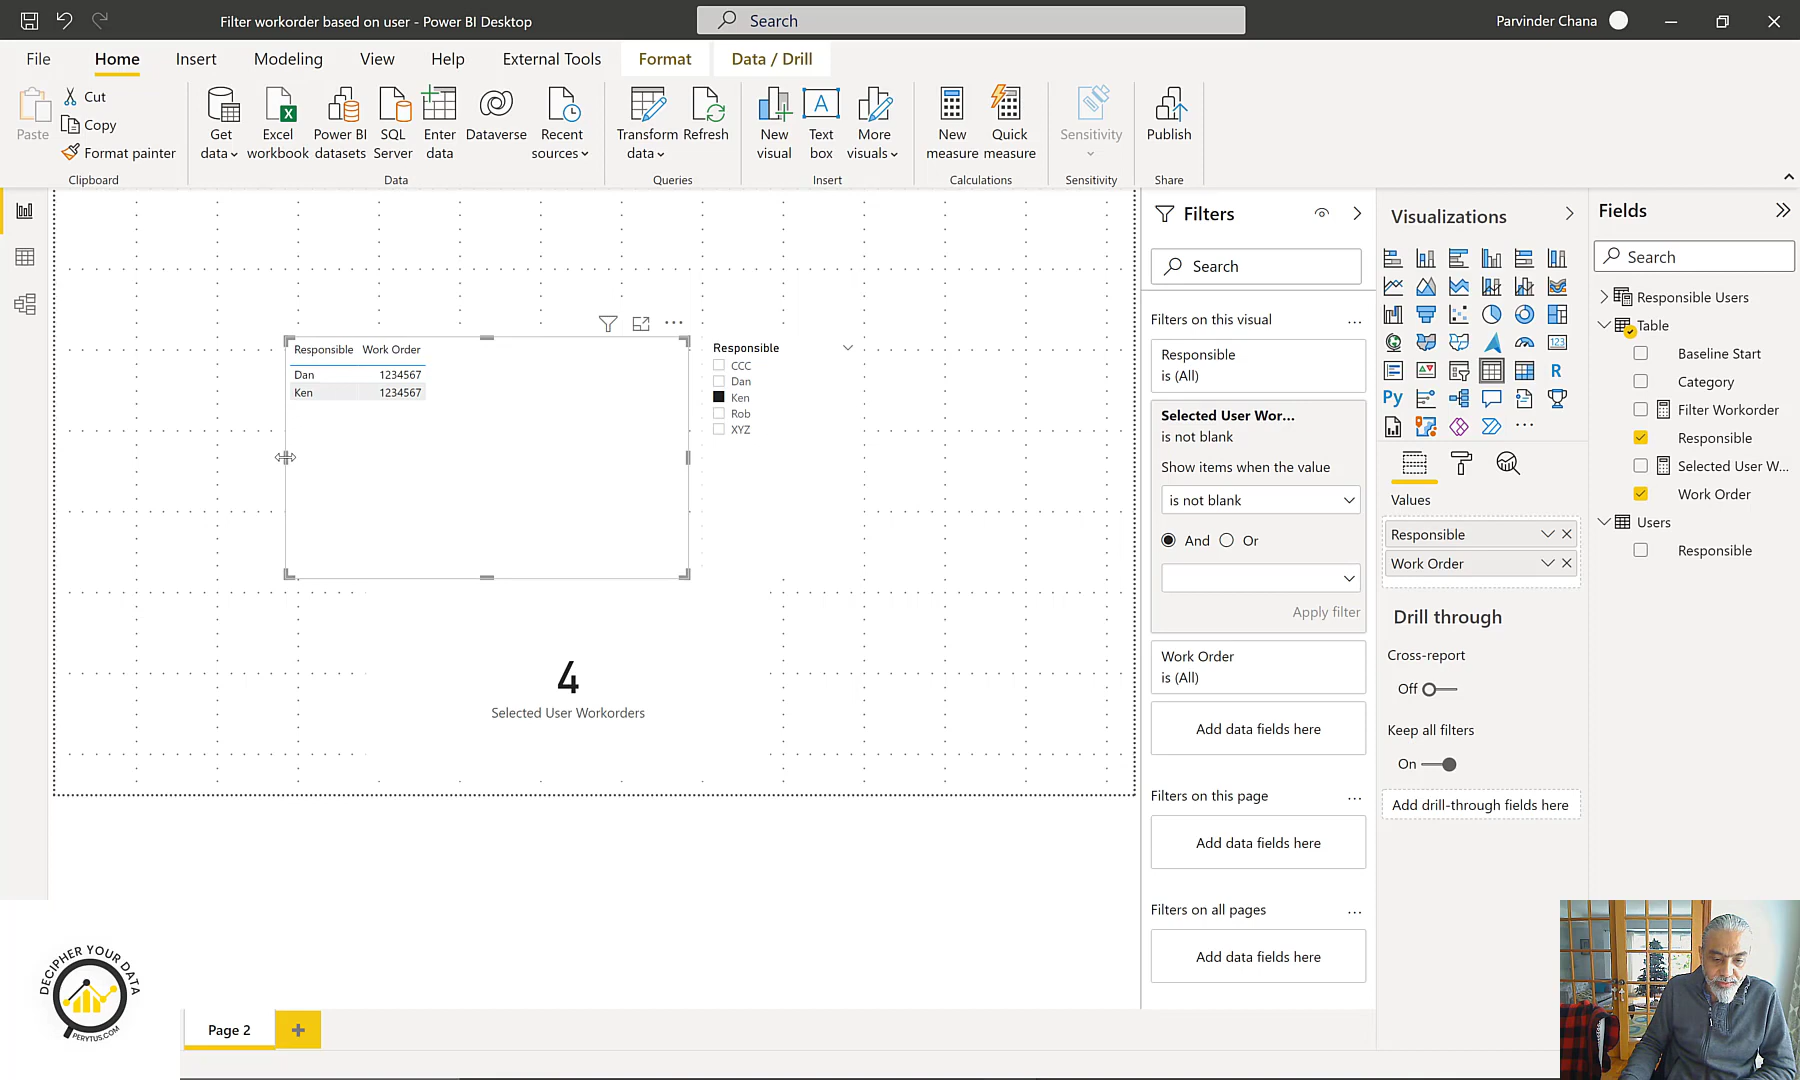 Filter workorder based on user - Power BI Desktop
Search
Parvinder Chana
File
Home
Insert
Modeling
View
Help
External Tools
Format
Data / Drill
Paste
Cut
Copy
Format painter
Clipboard
Get data
Excel workbook
Power BI datasets
SQL Server
Enter data
Dataverse
Recent sources
Data
Transform data
Refresh
Queries
New visual
Text box
More visuals
Insert
New measure
Quick measure
Calculations
Sensitivity
Sensitivity
Publish
Share
Responsible Work Order
Dan 1234567
Ken 1234567
Responsible
CCC
Dan
Ken
Rob
XYZ
4
Selected User Workorders
Filters
Search
Filters on this visual
Responsible
is (All)
Selected User Wor...
is not blank
Show items when the value
is not blank
And Or
Apply filter
Work Order
is (All)
Add data fields here
Filters on this page
Add data fields here
Filters on all pages
Add data fields here
Visualizations
R
Py
123
Values
Responsible
Work Order
Drill through
Cross-report
Off
Keep all filters
On
Add drill-through fields here
Fields
Search
Responsible Users
Table
Baseline Start
Category
Filter Workorder
Responsible
Selected User W...
Work Order
Users
Responsible
DECIPHER YOUR DATA
PERYTUS.COM
Page 2